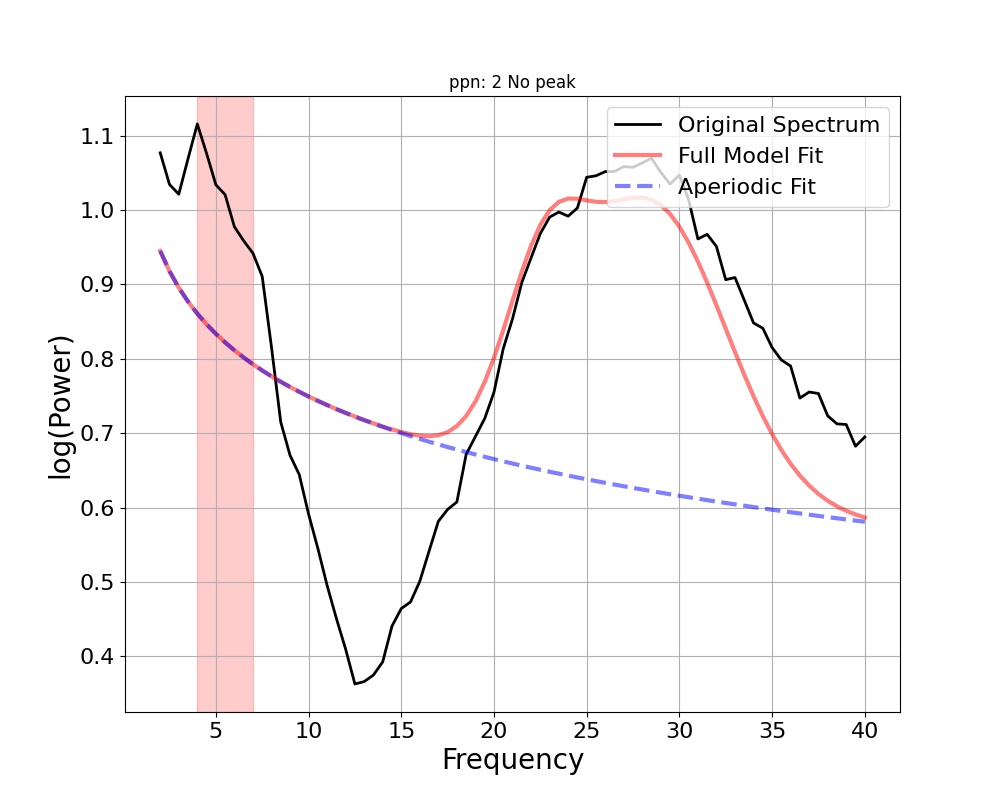 ppn: 2 No peak
Original Spectrum
Full Model Fit
Aperiodic Fit
log(Power)
1.1
1.0
0.9
0.8
0.7
0.6
0.5
0.4
5 10 15 20 25 30 35 40
Frequency